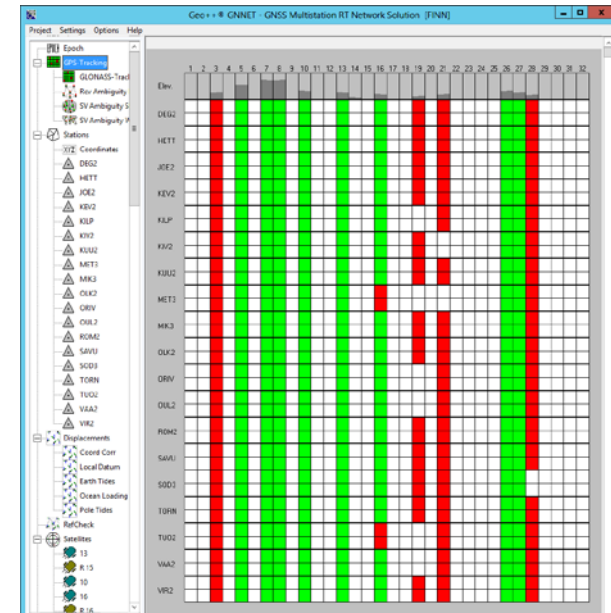 Geo++ ® GNNET - GNSS Multistation RT Network Solution [FINN]
Project Settings Options Help
Epoch
GPS-Tracking
GLONASS-Trac
Rcv Ambiguity
SV Ambiguity S
SV Ambiguity W
Stations
XYZ Coordinates
DEG2
HETT
JOE2
KEV2
KILP
KIV2
KUU2
MET3
MIK3
OLK2
ORIV
OUL2
ROM2
SAVU
SOD3
TORN
TUO2
VAA2
VIR2
Displacements
Coord Corr
Local Datum
Earth Tides
Ocean Loading
Pole Tides
RefCheck
Satellites
13
R 15
10
16
R 16
1 2 3 4 5 6 7 8 9 10 11 12 13 14 15 16 17 18 19 20 21 22 23 24 25 26 27 28 29 30 31 32
Elev.
DEG2
HETT
JOE2
KEV2
KILP
KIV2
KUU2
MET3
MIK3
OLK2
ORIV
OUL2
ROM2
SAVU
SOD3
TORN
TUO2
VAA2
VIR2